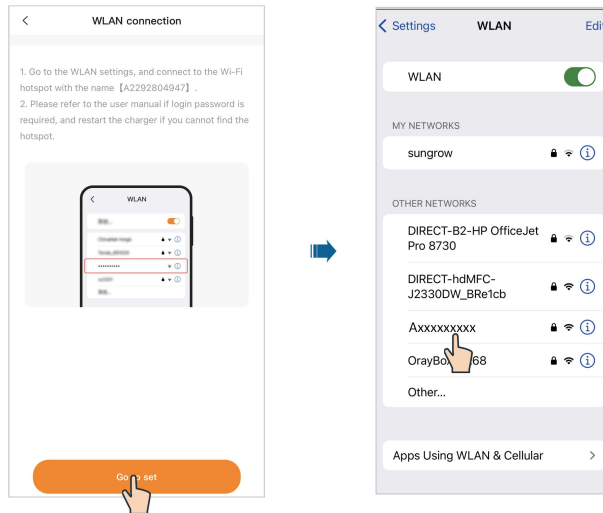 WLAN connection
1. Go to the WLAN settings, and connect to the Wi-Fi
hotspot with the name【A2292804947】.
2. Please refer to the user manual if login password is
required, and restart the charger if you cannot find the
hotspot.
WLAN
**********
Settings WLAN
WLAN
MY NETWORKS
sungrow
OTHER NETWORKS
DIRECT-B2-HP OfficeJet
Pro 8730
DIRECT-hdMFC-
J2330DW_BRe1cb
Axxxxxxxxx
68
Other...
Apps Using WLAN & Cellular
set